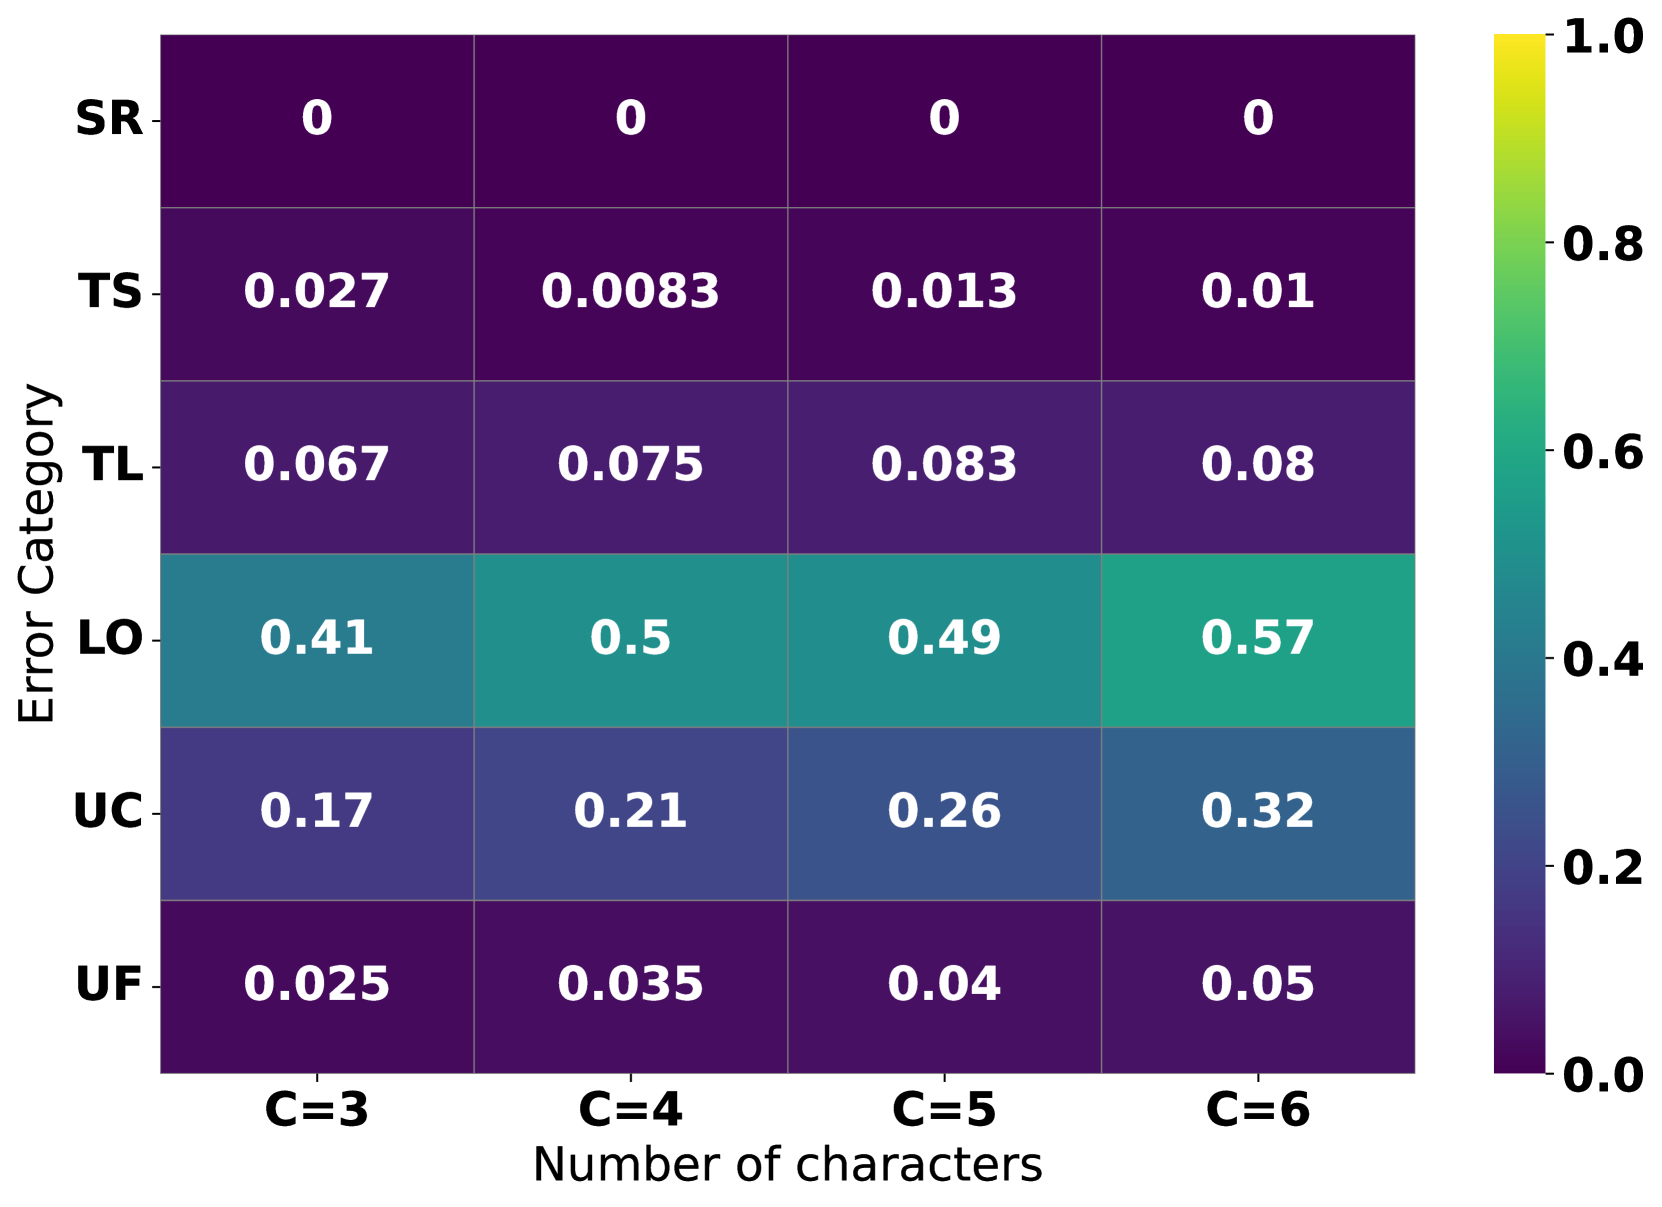 1.0
SR 0 0 0 0
0.8
TS 0.027 0.0083 0.013 0.01
TL 0.067 0.075 0.083 0.08
0.6
LO 0.41 0.5 0.49 0.57
0.4
UC 0.17 0.21 0.26 0.32
0.2
UF 0.025 0.035 0.04 0.05
0.0
C=3 C=4 C=5 C=6
Number of characters
Error Category